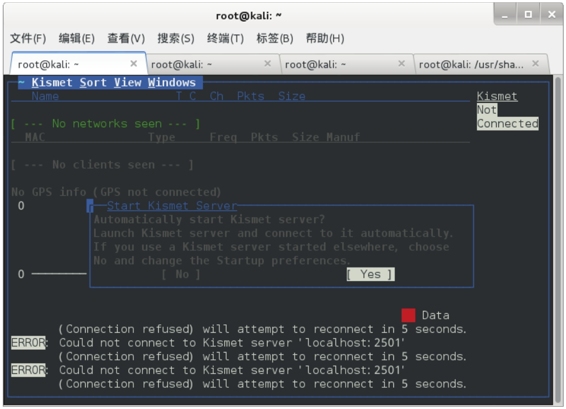 root@kali: ~
文件(F) 编辑(E) 查看(V) 搜索(S) 终端(T) 标签(B) 帮助(H)
root@kali: ~ × root@kali: ~ × root@kali: ~ × root@kali: /usr/sha... ×
~ Kismet Sort View Windows
Name T C Ch Pkts Size
Kismet
Not
Connected
[ --- No networks seen --- ]
MAC Type Freq Pkts Size Manuf
[ --- No clients seen --- ]
No GPS info (GPS not connected)
0
Start Kismet Server
Automatically start Kismet server?
Launch Kismet server and connect to it automatically.
If you use a Kismet server started elsewhere, choose
No and change the Startup preferences.
0
[ No ] [ Yes ]
Data
(Connection refused) will attempt to reconnect in 5 seconds.
ERROR: Could not connect to Kismet server 'localhost:2501'
(Connection refused) will attempt to reconnect in 5 seconds.
ERROR: Could not connect to Kismet server 'localhost:2501'
(Connection refused) will attempt to reconnect in 5 seconds.